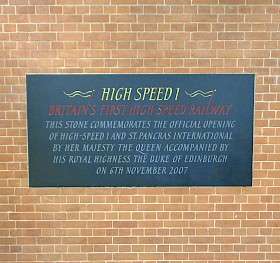 HIGH SPEED 1
BRITAIN'S FIRST HIGH SPEED RAILWAY
THIS STONE COMMEMORATES THE OFFICIAL OPENING
OF HIGH-SPEED 1 AND ST. PANCRAS INTERNATIONAL
BY HER MAJESTY THE QUEEN ACCOMPANIED BY
HIS ROYAL HIGHNESS THE DUKE OF EDINBURGH
ON 6TH NOVEMBER 2007